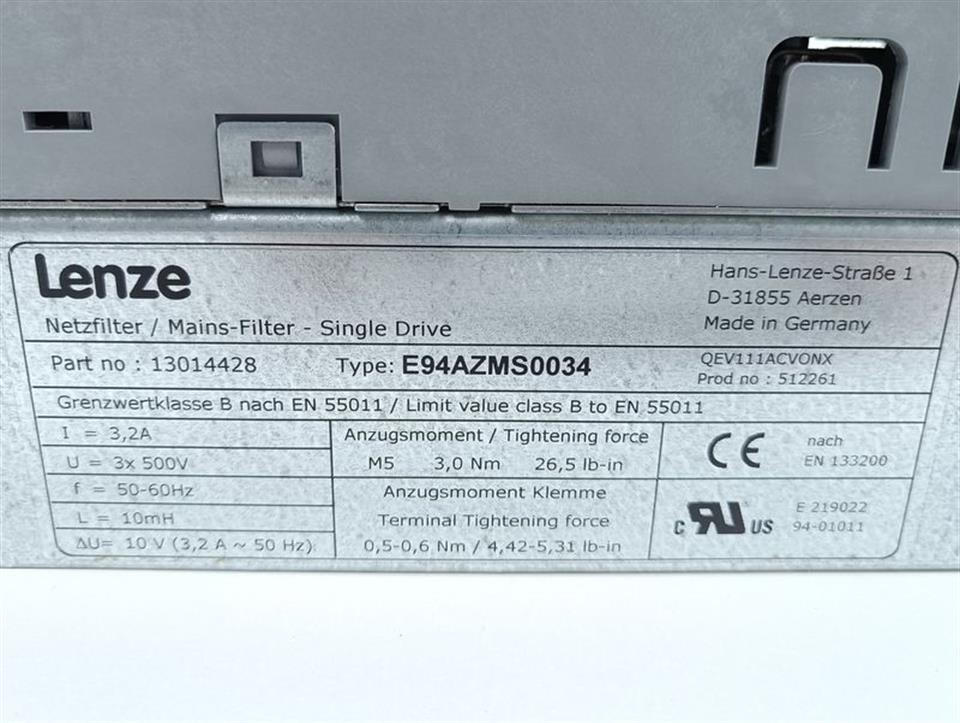 Lenze
Hans-Lenze-Straße 1
D-31855 Aerzen
Made in Germany
Netzfilter / Mains-Filter - Single Drive
Part no : 13014428 Type: E94AZMS0034
QEV111ACVONX
Prod no : 512261
Grenzwertklasse B nach EN 55011 / Limit value class B to EN 55011
I = 3,2A
U = 3x 500V
f = 50-60Hz
L = 10mH
ΔU= 10 V (3,2 A ~ 50 Hz):
Anzugsmoment / Tightening force
M5 3,0 Nm 26,5 lb-in
Anzugsmoment Klemme
Terminal Tightening force
0,5-0,6 Nm / 4,42-5,31 lb-in
CE
nach
EN 133200
c RU US
E 219022
94-01011